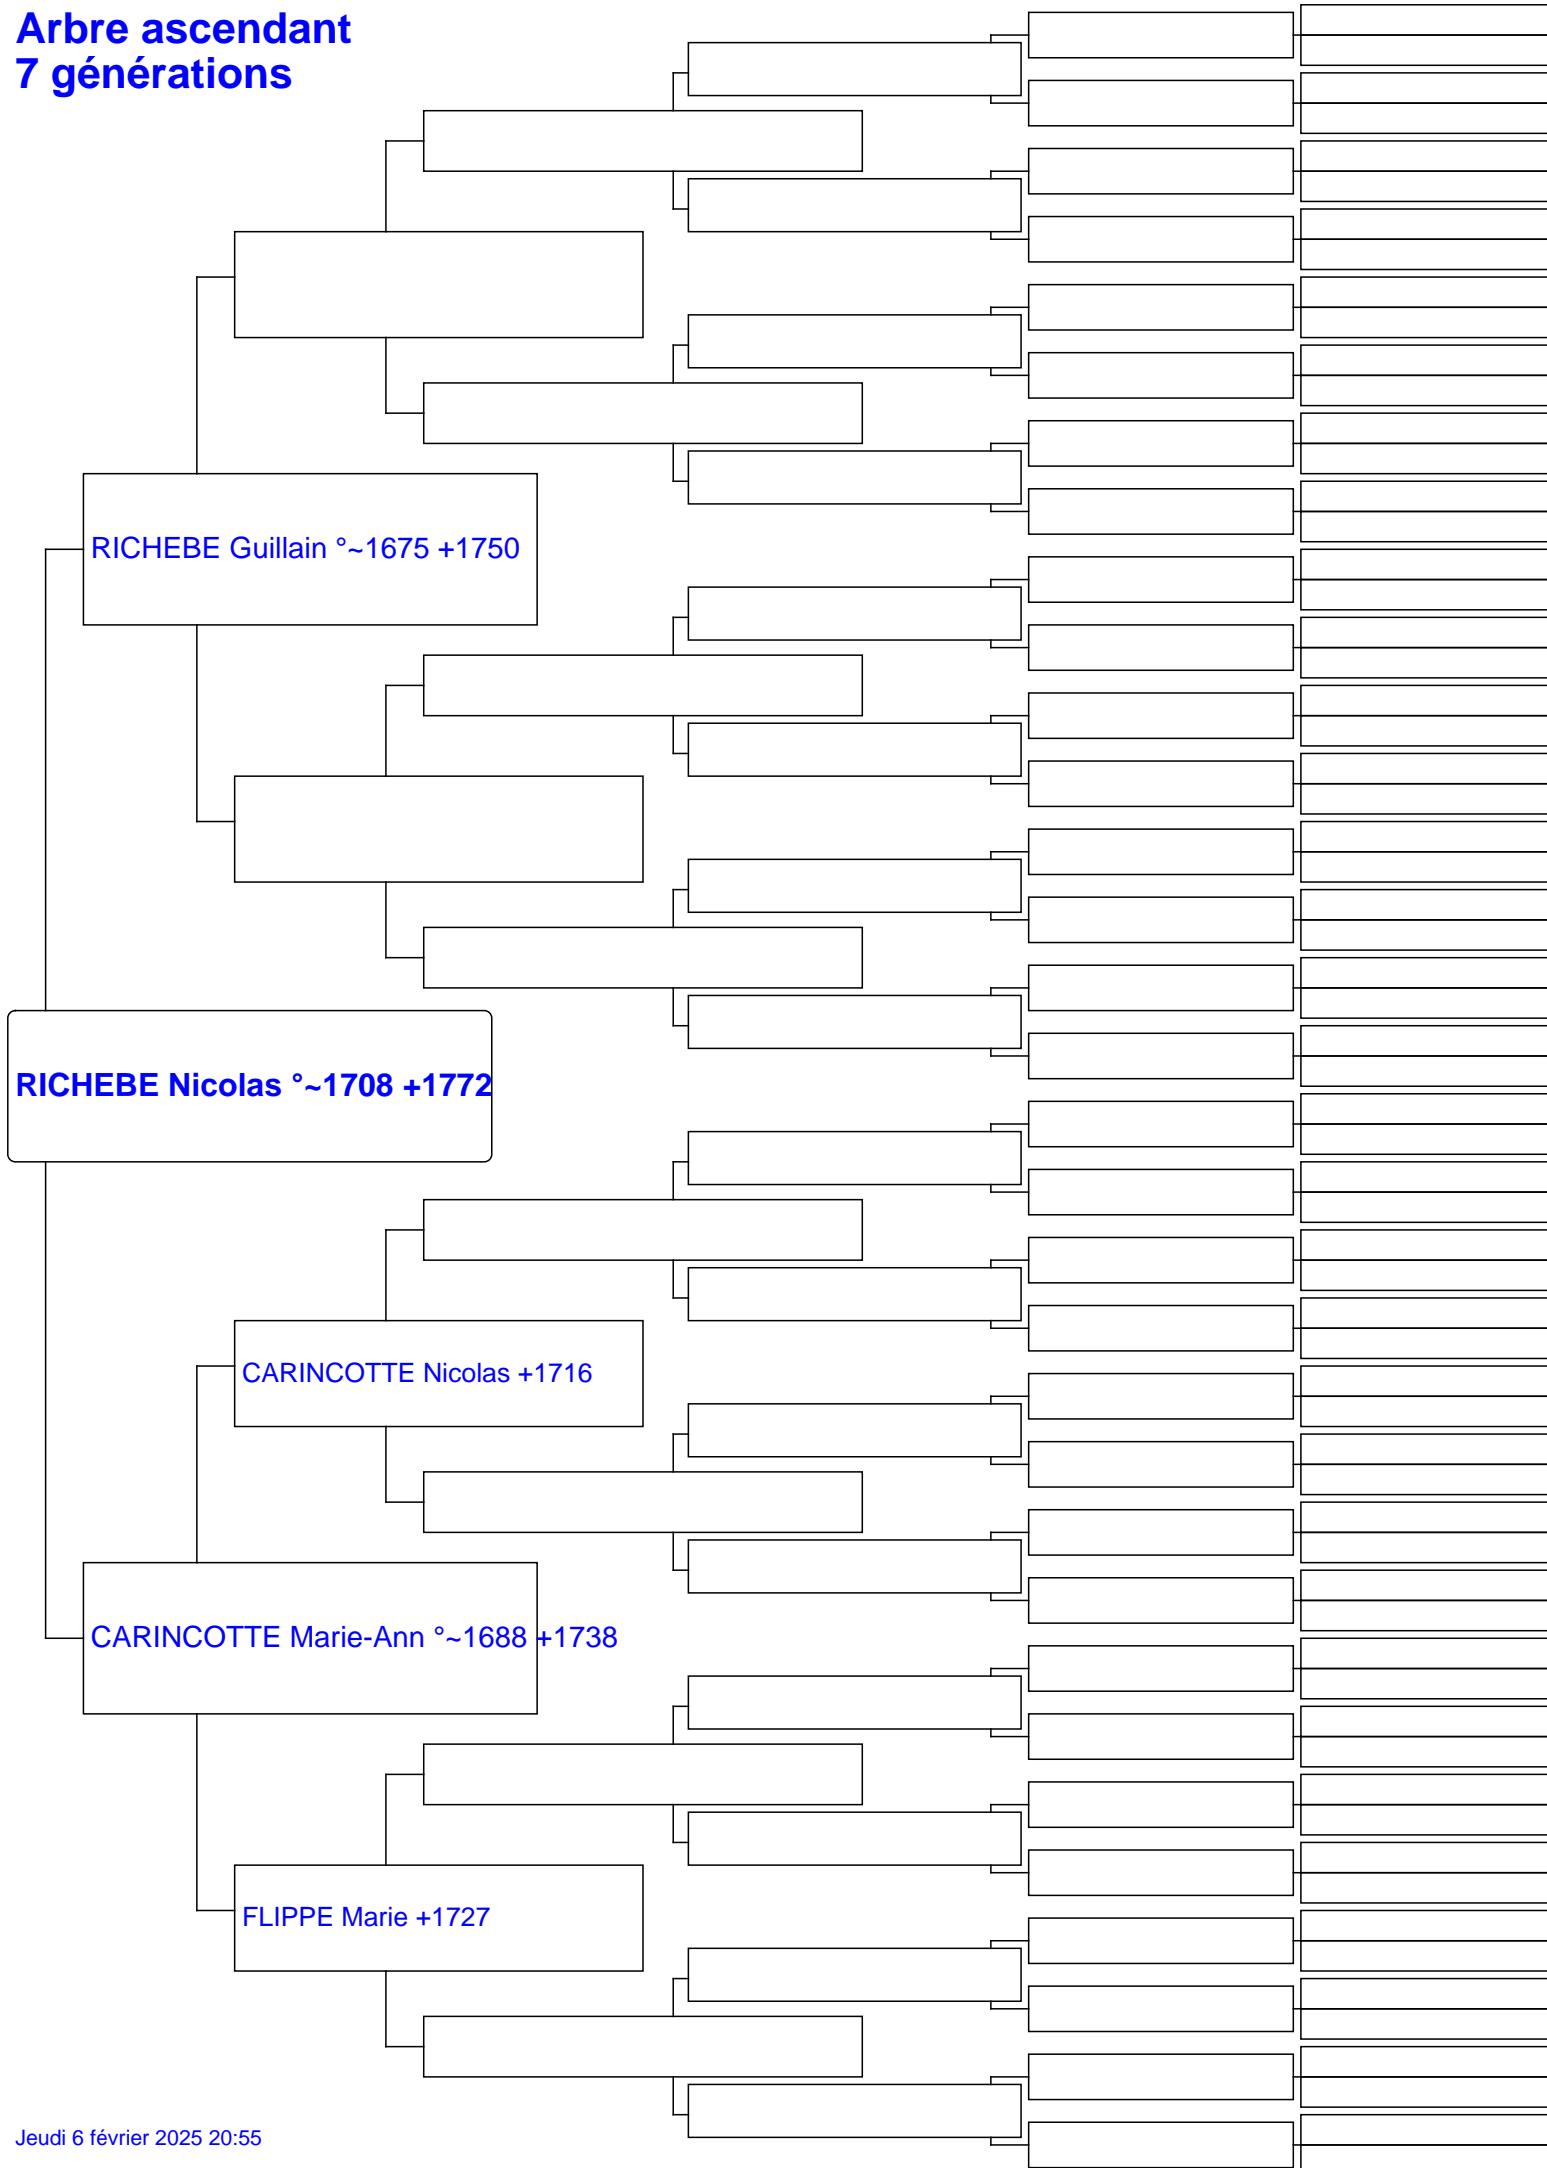 Arbre ascendant
7 générations
RICHEBE Guillain °~1675 +1750
RICHEBE Nicolas °~1708 +1772
CARINCOTTE Nicolas +1716
CARINCOTTE Marie-Ann °~1688 +1738
FLIPPE Marie +1727
Jeudi 6 février 2025 20:55